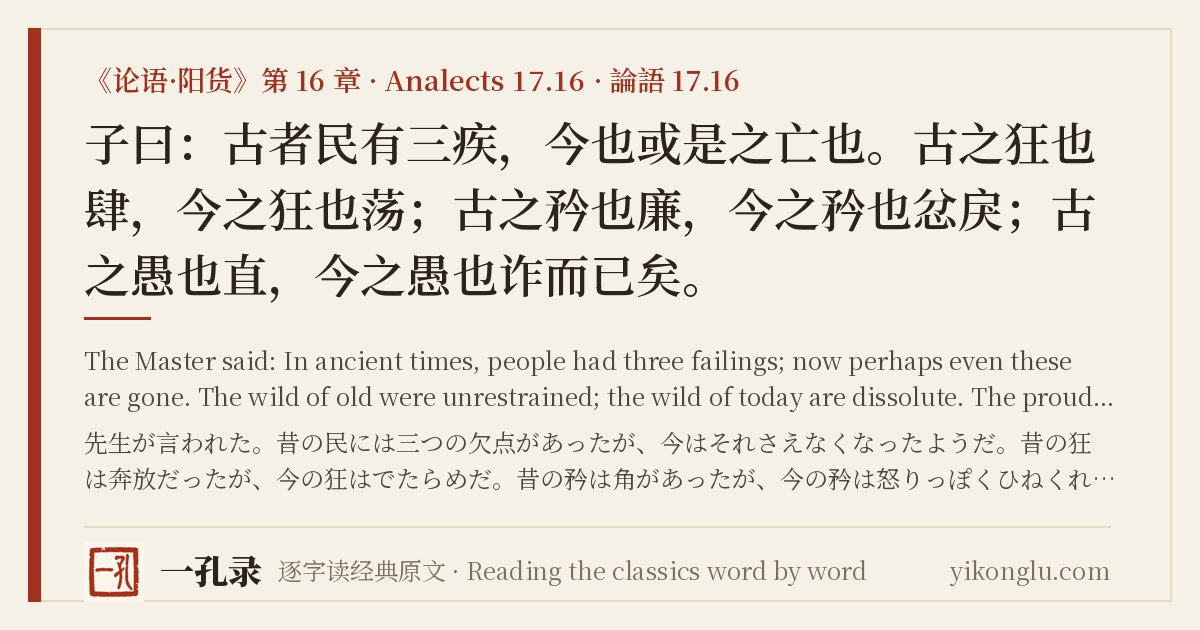 《论语·阳货》第 16 章 · Analects 17.16 · 論語 17.16
子曰：古者民有三疾，今也或是之亡也。古之狂也
肆，今之狂也荡；古之矜也廉，今之矜也忿戾；古
之愚也直，今之愚也诈而已矣。
The Master said: In ancient times, people had three failings; now perhaps even these
are gone. The wild of old were unrestrained; the wild of today are dissolute. The proud...
先生が言われた。昔の民には三つの欠点があったが、今はそれさえなくなったようだ。昔の狂
は奔放だったが、今の狂はでたらめだ。昔の矜は角があったが、今の矜は怒りっぽくひねくれ…
一孔
一孔录 逐字读经典原文 · Reading the classics word by word yikonglu.com